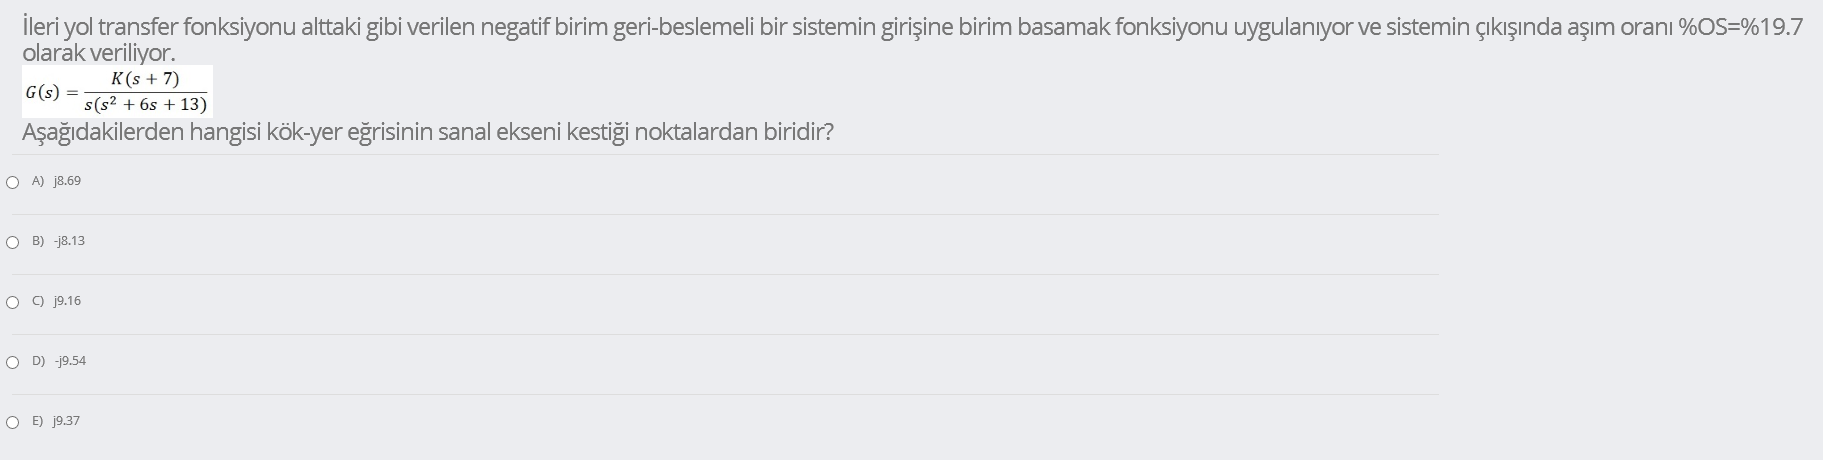 İleri yol transfer fonksiyonu alttaki gibi verilen negatif birim geri-beslemeli bir sistemin girişine birim basamak fonksiyonu uygulanıyor ve sistemin çıkışında aşım oranı %OS=%19.7
olarak veriliyor.
G(s) = K(s + 7) / s(s² + 6s + 13)
Aşağıdakilerden hangisi kök-yer eğrisinin sanal ekseni kestiği noktalardan biridir?
A) j8.69
B) -j8.13
C) j9.16
D) -j9.54
E) j9.37